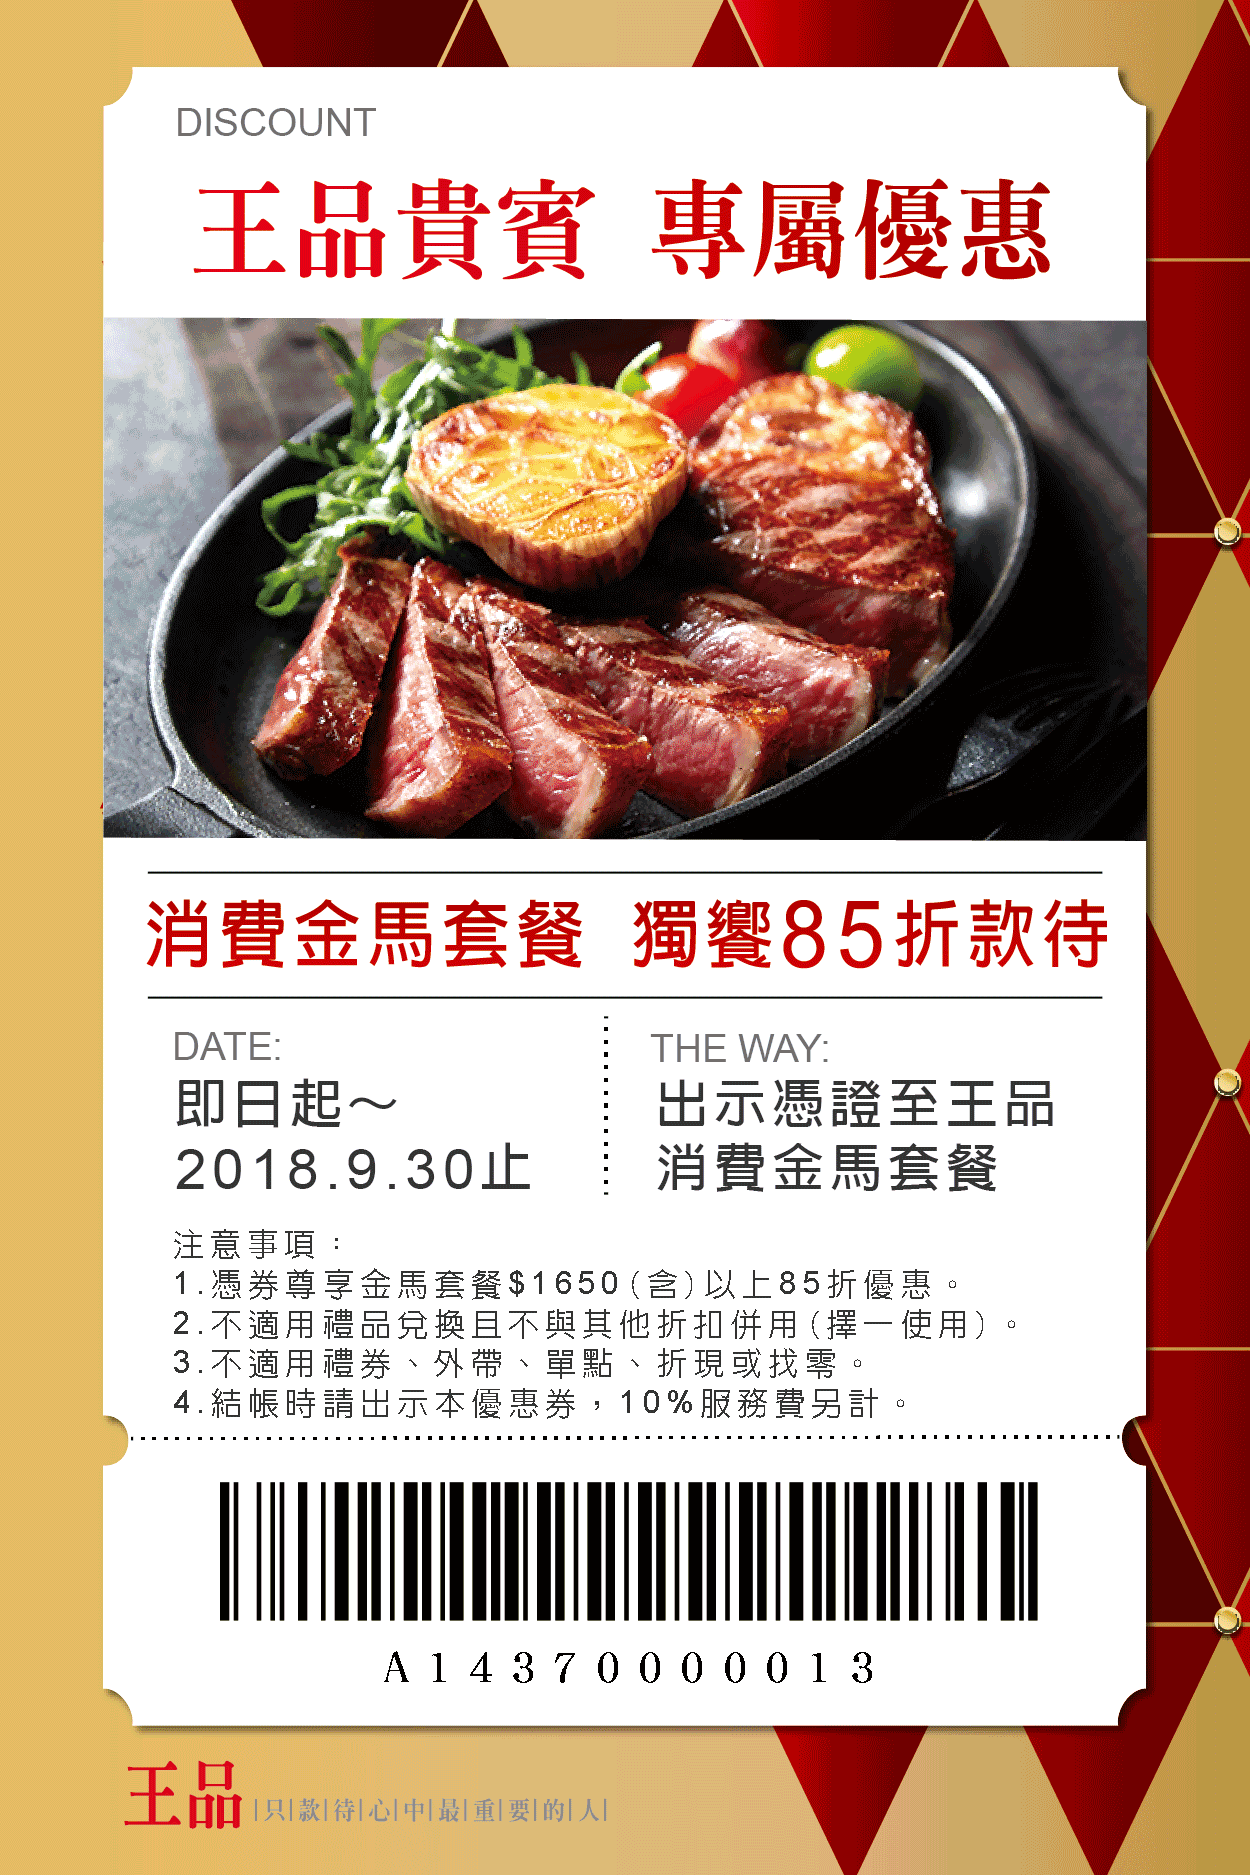 DISCOUNT
王品貴賓 專屬優惠
消費金馬套餐 獨饗85折款待
DATE:
即日起～
2018.9.30止
THE WAY:
出示憑證至王品
消費金馬套餐
注意事項：
1.憑券尊享金馬套餐$1650(含)以上85折優惠。
2.不適用禮品兌換且不與其他折扣併用(擇一使用)。
3.不適用禮券、外帶、單點、折現或找零。
4.結帳時請出示本優惠券，10%服務費另計。
A14370000013
王品 |只|款|待|心|中|最|重|要|的|人|